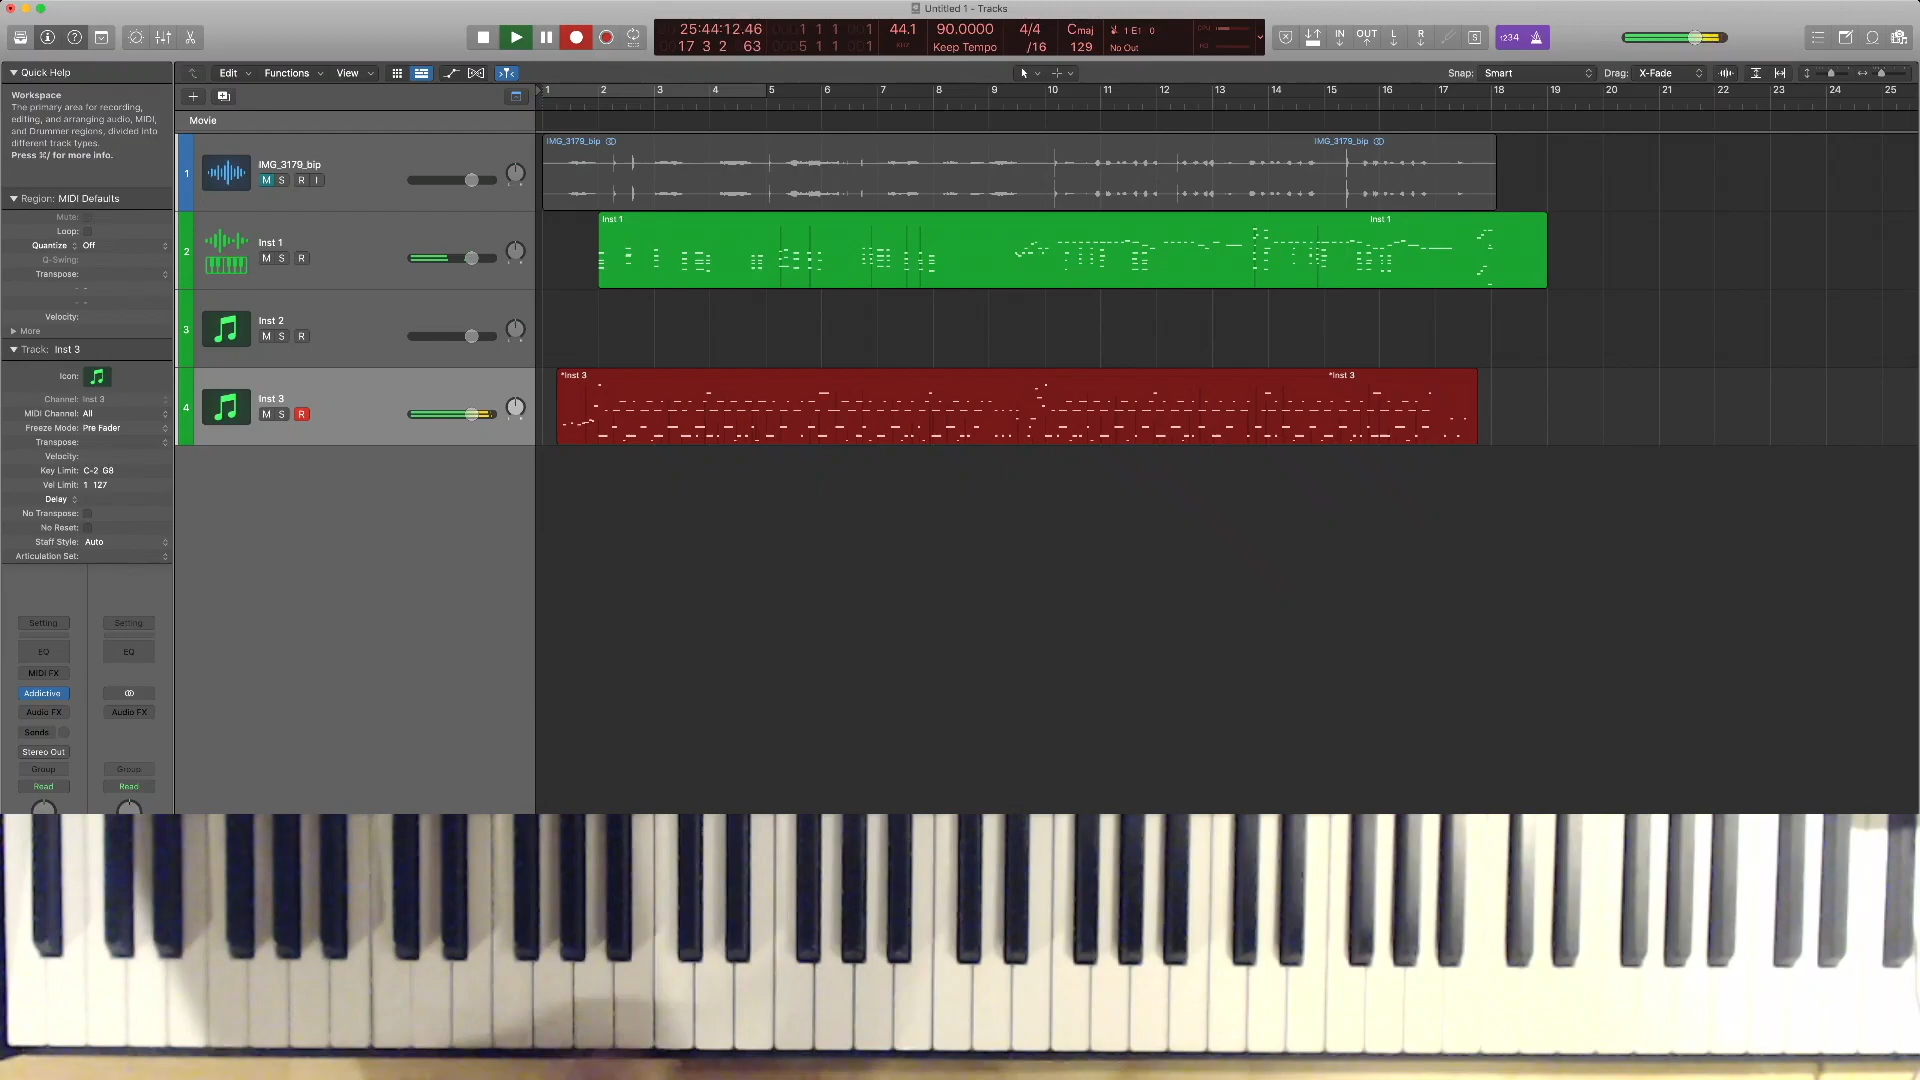 Untitled 1 - Tracks
25:44:12.46
17 3 2 63
44.1
90.0000
Keep Tempo
4/4
/16
Cmaj
129
1 E1 0
No Out
CPU
HD
IN
OUT
L
R
S
1234
Quick Help
Workspace
The primary area for recording,
editing, and arranging audio, MIDI,
and Drummer regions, divided into
different track types.
Press ⌘/ for more info.
Region: MIDI Defaults
Mute:
Loop:
Quantize Off
Q-Swing:
Transpose:
Velocity:
More
Track: Inst 3
Icon:
Channel: Inst 3
MIDI Channel: All
Freeze Mode: Pre Fader
Transpose:
Velocity:
Key Limit: C-2 G8
Vel Limit: 1 127
Delay
No Transpose:
No Reset:
Staff Style: Auto
Articulation Set:
Setting Setting
EQ EQ
MIDI FX
Addictive
Audio FX Audio FX
Sends
Stereo Out
Group Group
Read Read
Edit Functions View
Snap: Smart Drag: X-Fade
1 2 3 4 5 6 7 8 9 10 11 12 13 14 15 16 17 18 19 20 21 22 23 24 25
Movie
1 IMG_3179_bip
M S R I
IMG_3179_bip IMG_3179_bip
2 Inst 1
M S R
Inst 1 Inst 1
3 Inst 2
M S R
4 Inst 3
M S R
*Inst 3 *Inst 3